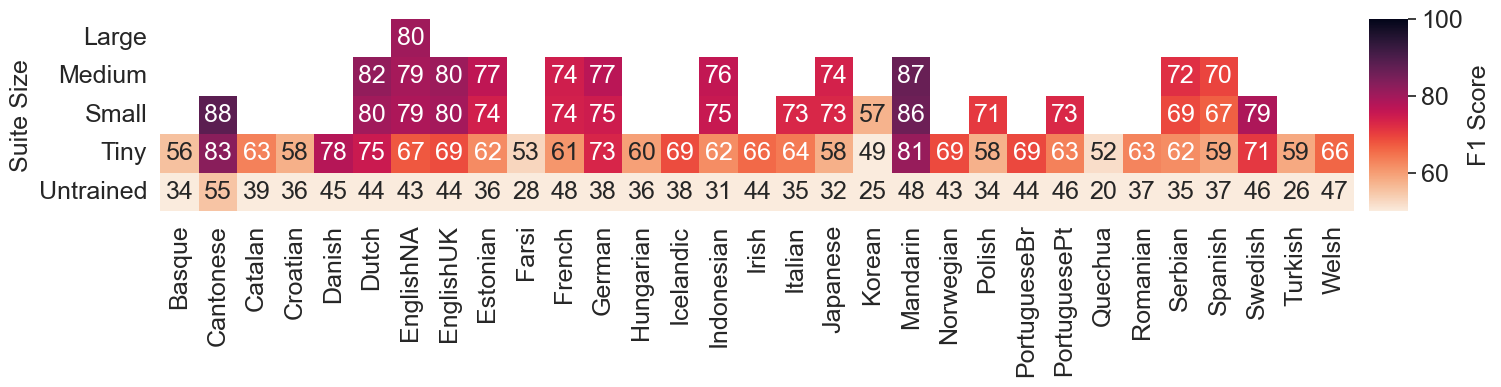 Large 80 100
Medium 82 79 80 77 74 77 76 74 87 72 70
Small 88 80 79 80 74 74 75 75 73 73 57 86 71 73 69 67 79 80
Tiny 56 83 63 58 78 75 67 69 62 53 61 73 60 69 62 66 64 58 49 81 69 58 69 63 52 63 62 59 71 59 66 60
Untrained 34 55 39 36 45 44 43 44 36 28 48 38 36 38 31 44 35 32 25 48 43 34 44 46 20 37 35 37 46 26 47
Suite Size
F1 Score
Basque
Cantonese
Catalan
Croatian
Danish
Dutch
EnglishNA
EnglishUK
Estonian
Farsi
French
German
Hungarian
Icelandic
Indonesian
Irish
Italian
Japanese
Korean
Mandarin
Norwegian
Polish
PortugueseBr
PortuguesePt
Quechua
Romanian
Serbian
Spanish
Swedish
Turkish
Welsh